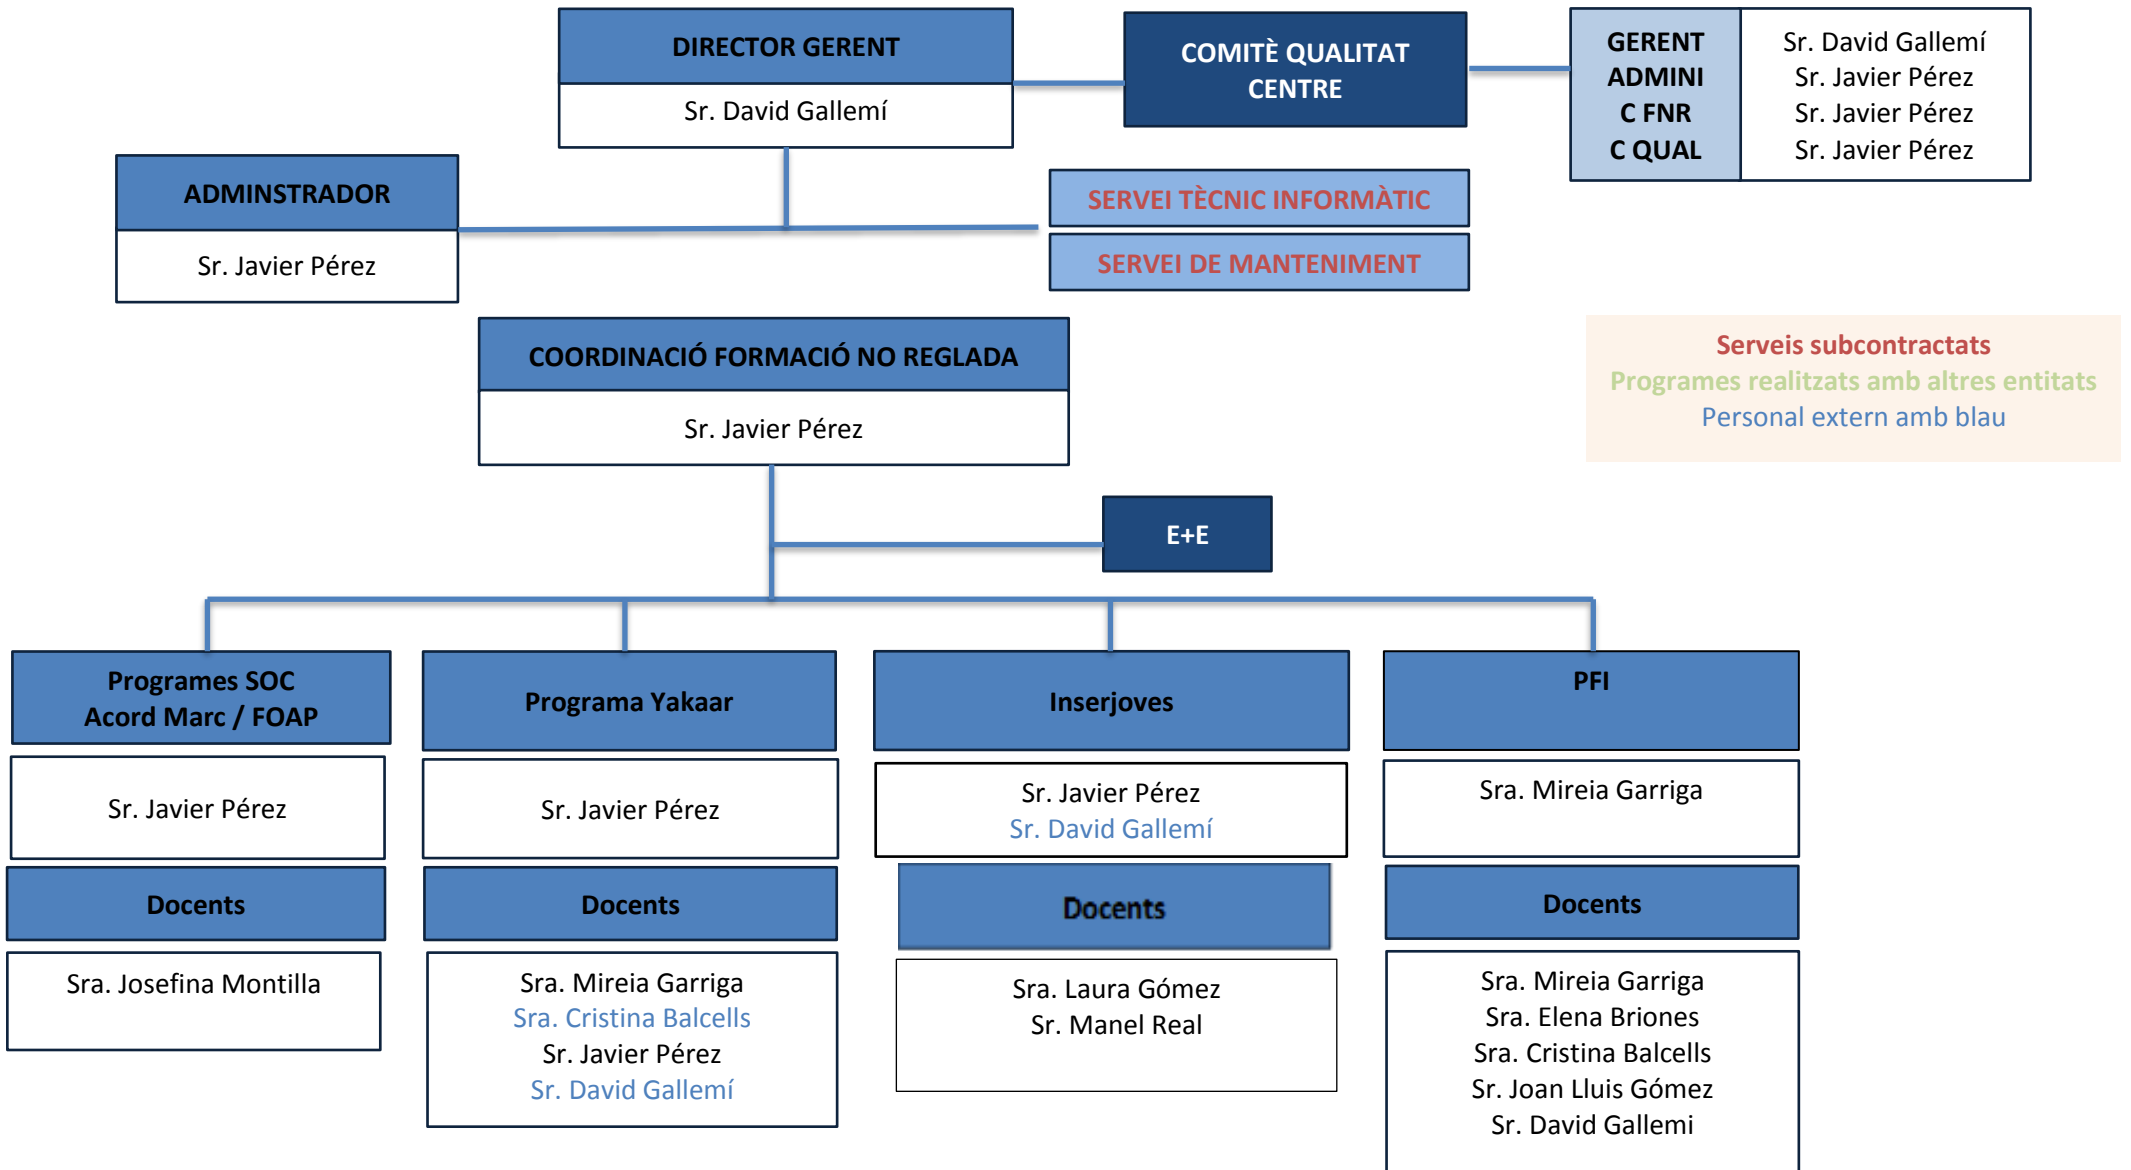 DIRECTOR GERENT
Sr. David Gallemí
COMITÈ QUALITAT
CENTRE
GERENT
ADMINI
C FNR
C QUAL
Sr. David Gallemí
Sr. Javier Pérez
Sr. Javier Pérez
Sr. Javier Pérez
ADMINSTRADOR
Sr. Javier Pérez
SERVEI TÈCNIC INFORMÀTIC
SERVEI DE MANTENIMENT
COORDINACIÓ FORMACIÓ NO REGLADA
Sr. Javier Pérez
Serveis subcontractats
Programes realitzats amb altres entitats
Personal extern amb blau
E+E
Programes SOC
Acord Marc / FOAP
Sr. Javier Pérez
Docents
Sra. Josefina Montilla
Programa Yakaar
Sr. Javier Pérez
Docents
Sra. Mireia Garriga
Sra. Cristina Balcells
Sr. Javier Pérez
Sr. David Gallemí
Inserjoves
Sr. Javier Pérez
Sr. David Gallemí
Docents
Sra. Laura Gómez
Sr. Manel Real
PFI
Sra. Mireia Garriga
Docents
Sra. Mireia Garriga
Sra. Elena Briones
Sra. Cristina Balcells
Sr. Joan Lluis Gómez
Sr. David Gallemi